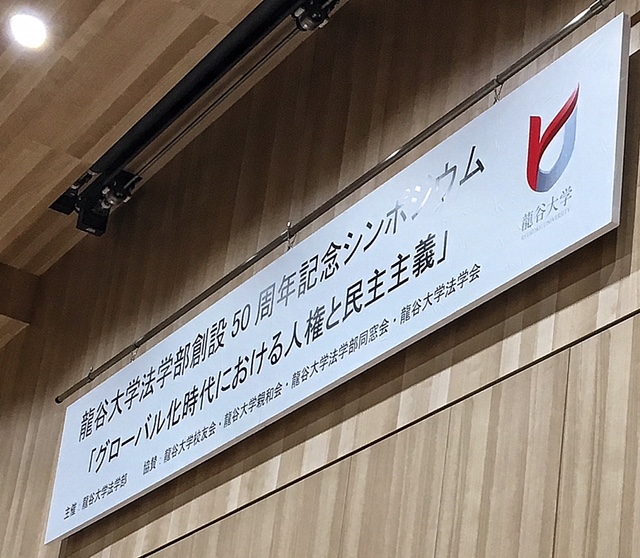 龍谷大学法学部創設50周年記念シンポジウム
「グローバル化時代における人権と民主主義」
主催：龍谷大学法学部　協賛：龍谷大学校友会・龍谷大学親和会・龍谷大学法学部同窓会・龍谷大学法学会
龍谷大学
RYUKOKU UNIVERSITY